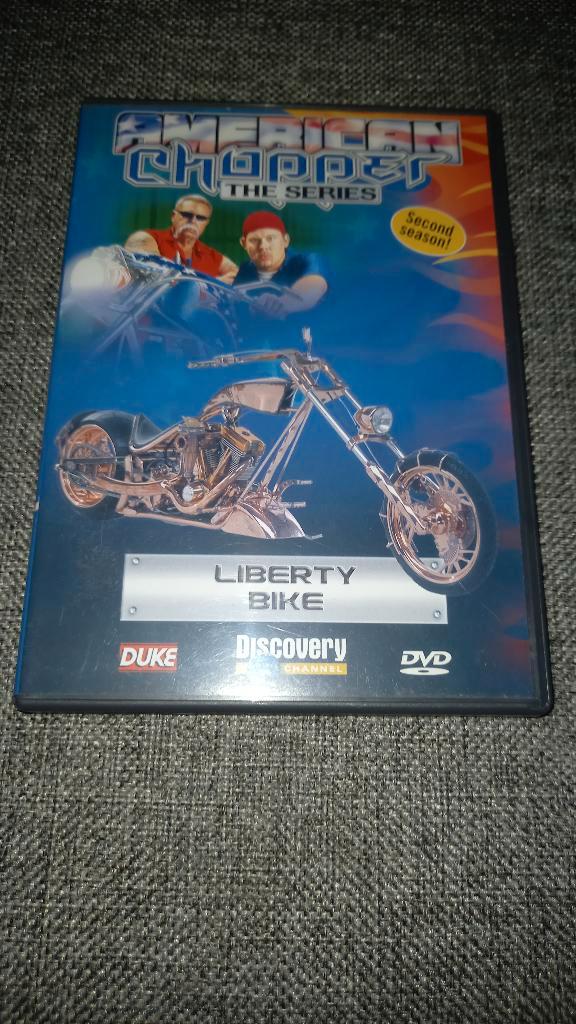 AMERICAN
Chopper
THE SERIES
Second
season!
LIBERTY
BIKE
DUKE
Discovery
CHANNEL
DVD